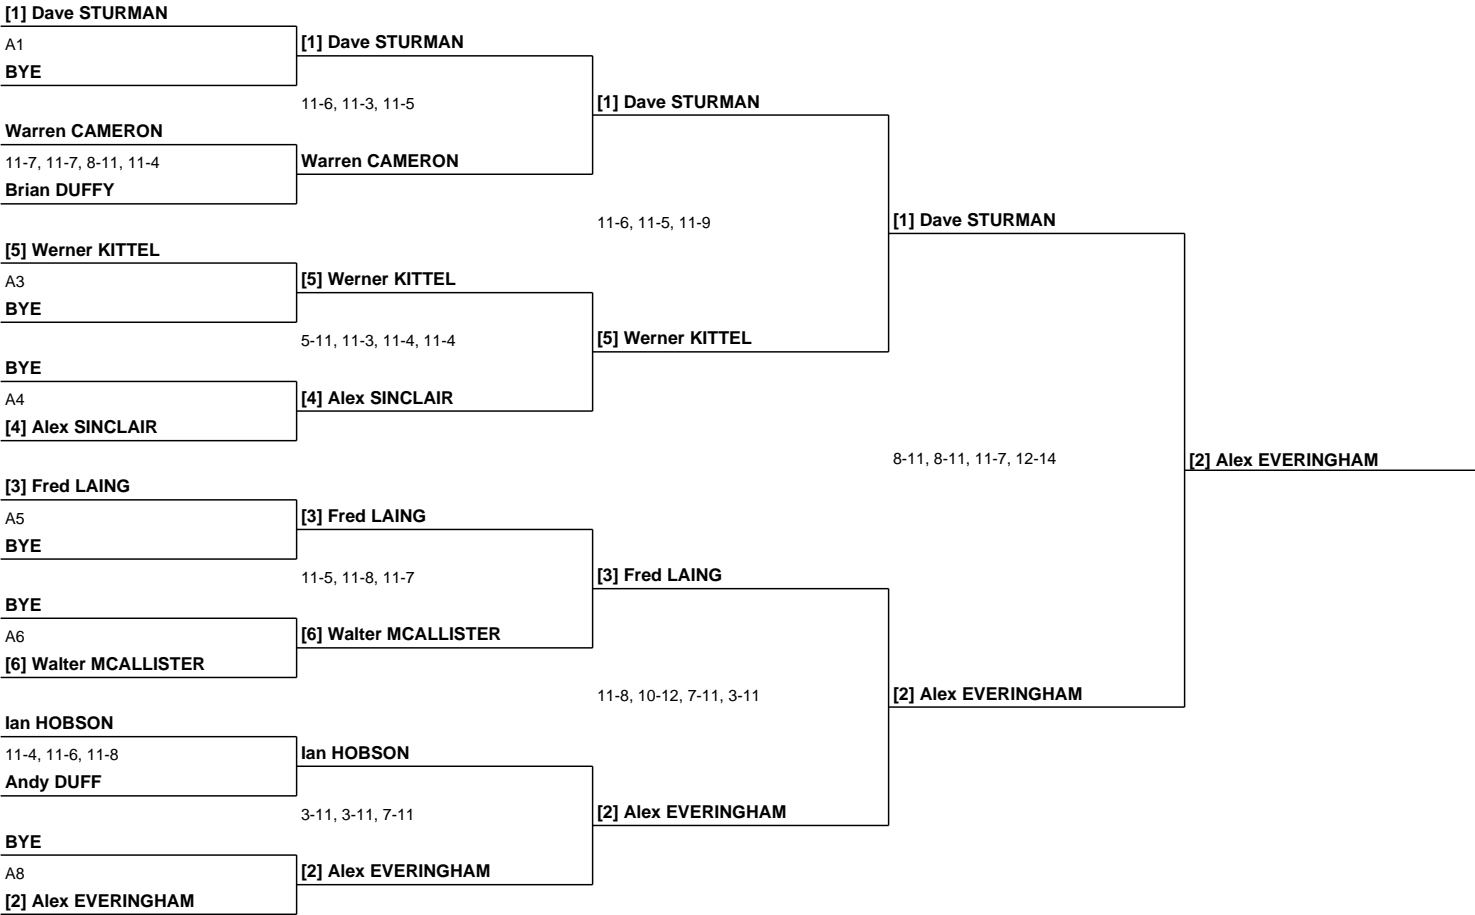 [1] Dave STURMAN
A1
BYE
[1] Dave STURMAN
11-6, 11-3, 11-5
Warren CAMERON
11-7, 11-7, 8-11, 11-4
Brian DUFFY
Warren CAMERON
[1] Dave STURMAN
11-6, 11-5, 11-9
[5] Werner KITTEL
A3
BYE
[5] Werner KITTEL
5-11, 11-3, 11-4, 11-4
BYE
A4
[4] Alex SINCLAIR
[4] Alex SINCLAIR
[5] Werner KITTEL
[1] Dave STURMAN
8-11, 8-11, 11-7, 12-14
[2] Alex EVERINGHAM
[3] Fred LAING
A5
BYE
[3] Fred LAING
11-5, 11-8, 11-7
BYE
A6
[6] Walter MCALLISTER
[6] Walter MCALLISTER
[3] Fred LAING
11-8, 10-12, 7-11, 3-11
[2] Alex EVERINGHAM
Ian HOBSON
11-4, 11-6, 11-8
Andy DUFF
Ian HOBSON
3-11, 3-11, 7-11
BYE
A8
[2] Alex EVERINGHAM
[2] Alex EVERINGHAM
[2] Alex EVERINGHAM